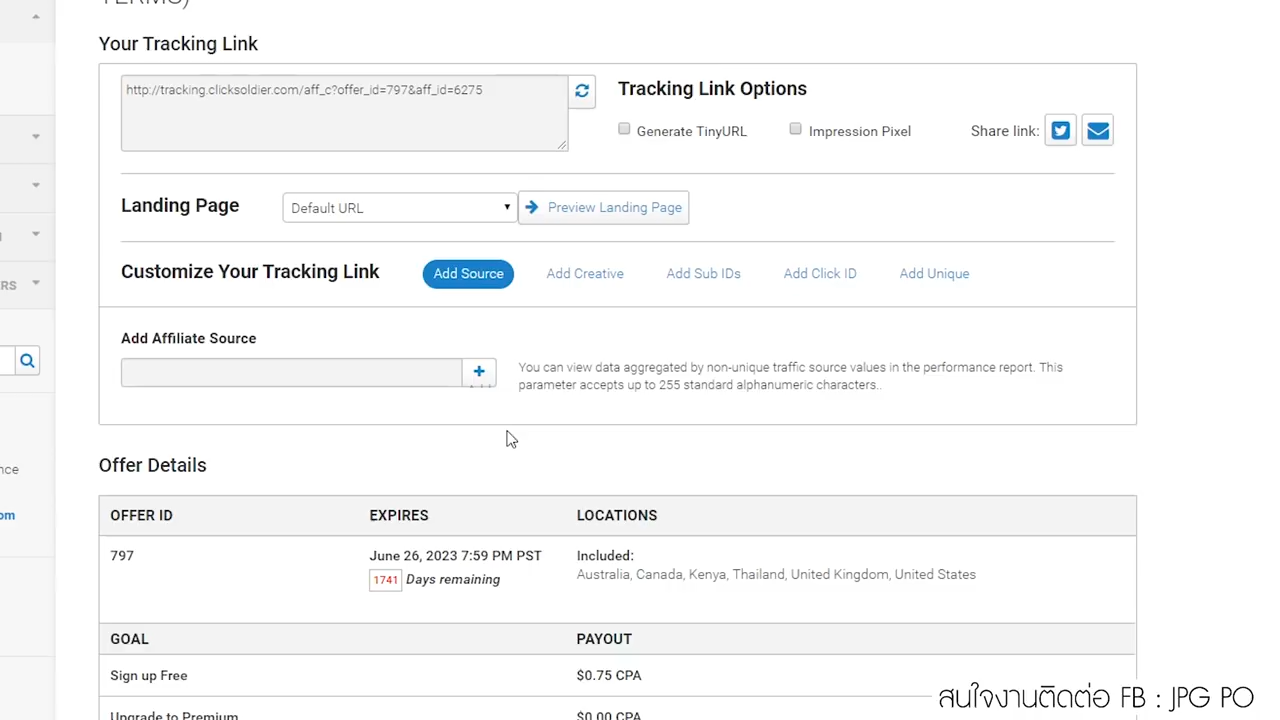 TERMS)
Your Tracking Link
http://tracking.clicksoldier.com/aff_c?offer_id=797&aff_id=6275
Tracking Link Options
Generate TinyURL
Impression Pixel
Share link:
Landing Page
Default URL
Preview Landing Page
Customize Your Tracking Link
Add Source
Add Creative
Add Sub IDs
Add Click ID
Add Unique
RS
Add Affiliate Source
You can view data aggregated by non-unique traffic source values in the performance report. This
parameter accepts up to 255 standard alphanumeric characters..
nce
om
Offer Details
OFFER ID EXPIRES LOCATIONS
797
June 26, 2023 7:59 PM PST
1741 Days remaining
Included:
Australia, Canada, Kenya, Thailand, United Kingdom, United States
GOAL PAYOUT
Sign up Free $0.75 CPA
Upgrade to Premium $0.00 CPA
สนใจงานติดต่อ FB : JPG PO